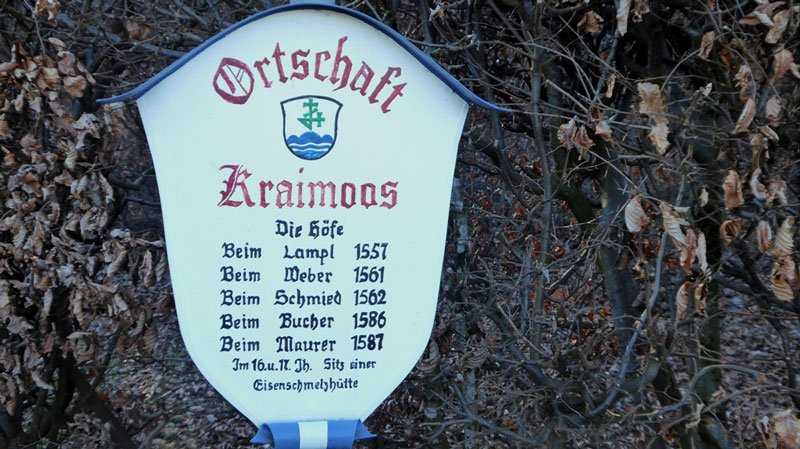 Ortschaft
Kraimoos
Die Höfe
Beim Lampl 1557
Beim Weber 1561
Beim Schmied 1562
Beim Bucher 1586
Beim Maurer 1587
Im 16. u. 17. Jh. Sitz einer
Eisenschmelzhütte